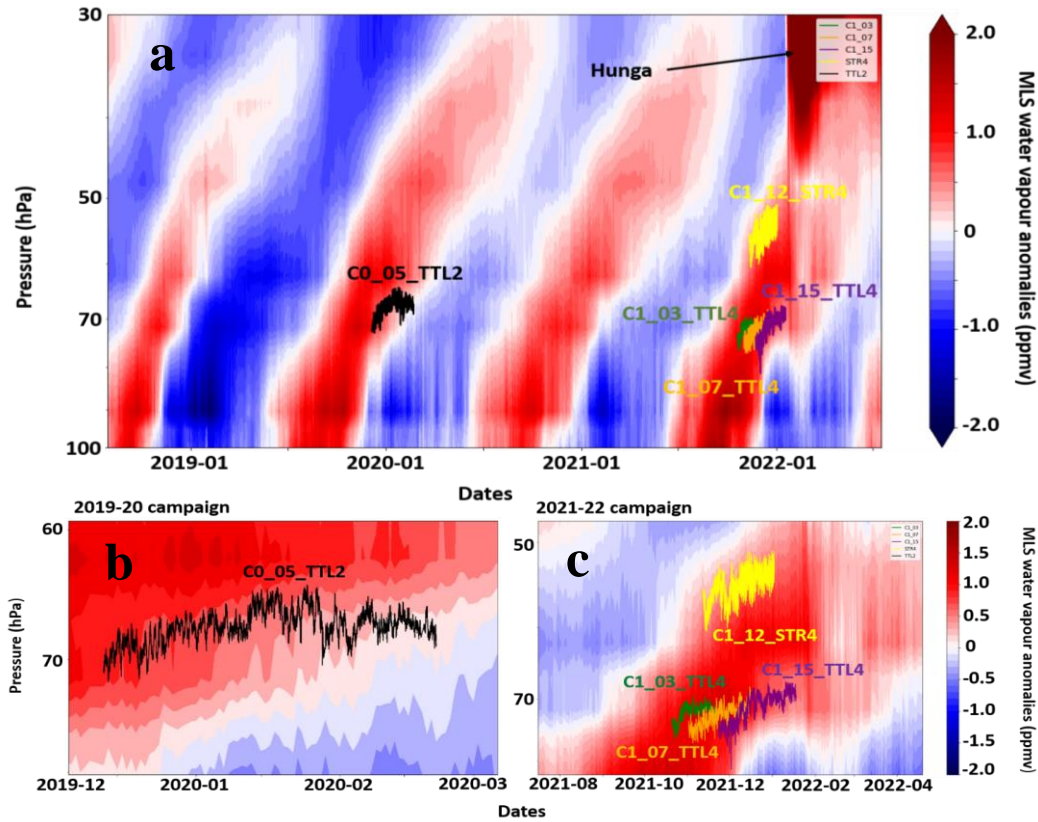 a
30
50
70
100
Pressure (hPa)
Hunga
C1_03
C1_07
C1_15
STR4
TTL2
C1_12_STR4
C0_05_TTL2
C1_15_TTL4
C1_03_TTL4
C1_07_TTL4
2019-01
2020-01
2021-01
2022-01
Dates
2.0
1.0
0
-1.0
-2.0
MLS water vapour anomalies (ppmv)
2019-20 campaign
b
60
70
Pressure (hPa)
C0_05_TTL2
2019-12
2020-01
2020-02
2020-03
2021-22 campaign
c
50
70
C1_03
C1_07
C1_15
STR4
TTL2
C1_12_STR4
C1_15_TTL4
C1_03_TTL4
C1_07_TTL4
2021-08
2021-10
2021-12
2022-02
2022-04
Dates
2.0
1.5
1.0
0.5
0
-0.5
-1.0
-1.5
-2.0
MLS water vapour anomalies (ppmv)